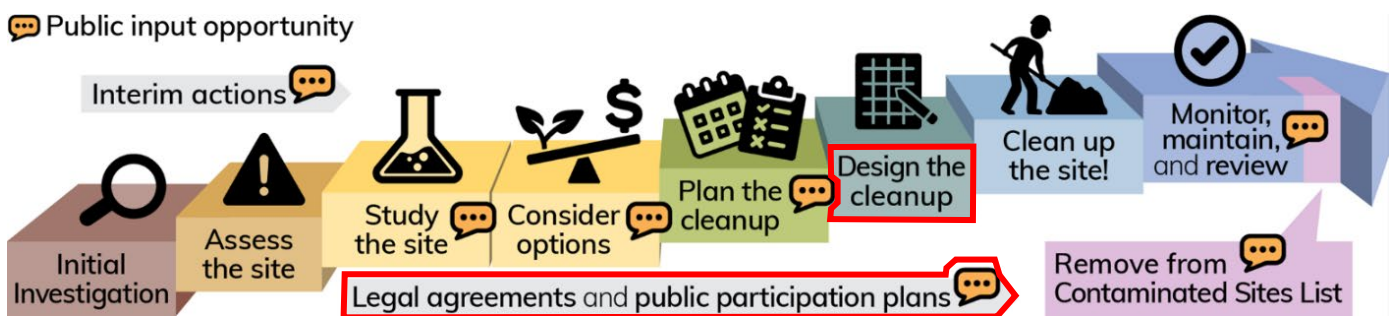 Public input opportunity
Interim actions
Initial
Investigation
Assess
the site
Study
the site
Consider
options
Plan the
cleanup
Design the
cleanup
Clean up
the site!
Monitor,
maintain,
and review
Legal agreements and public participation plans
Remove from
Contaminated Sites List